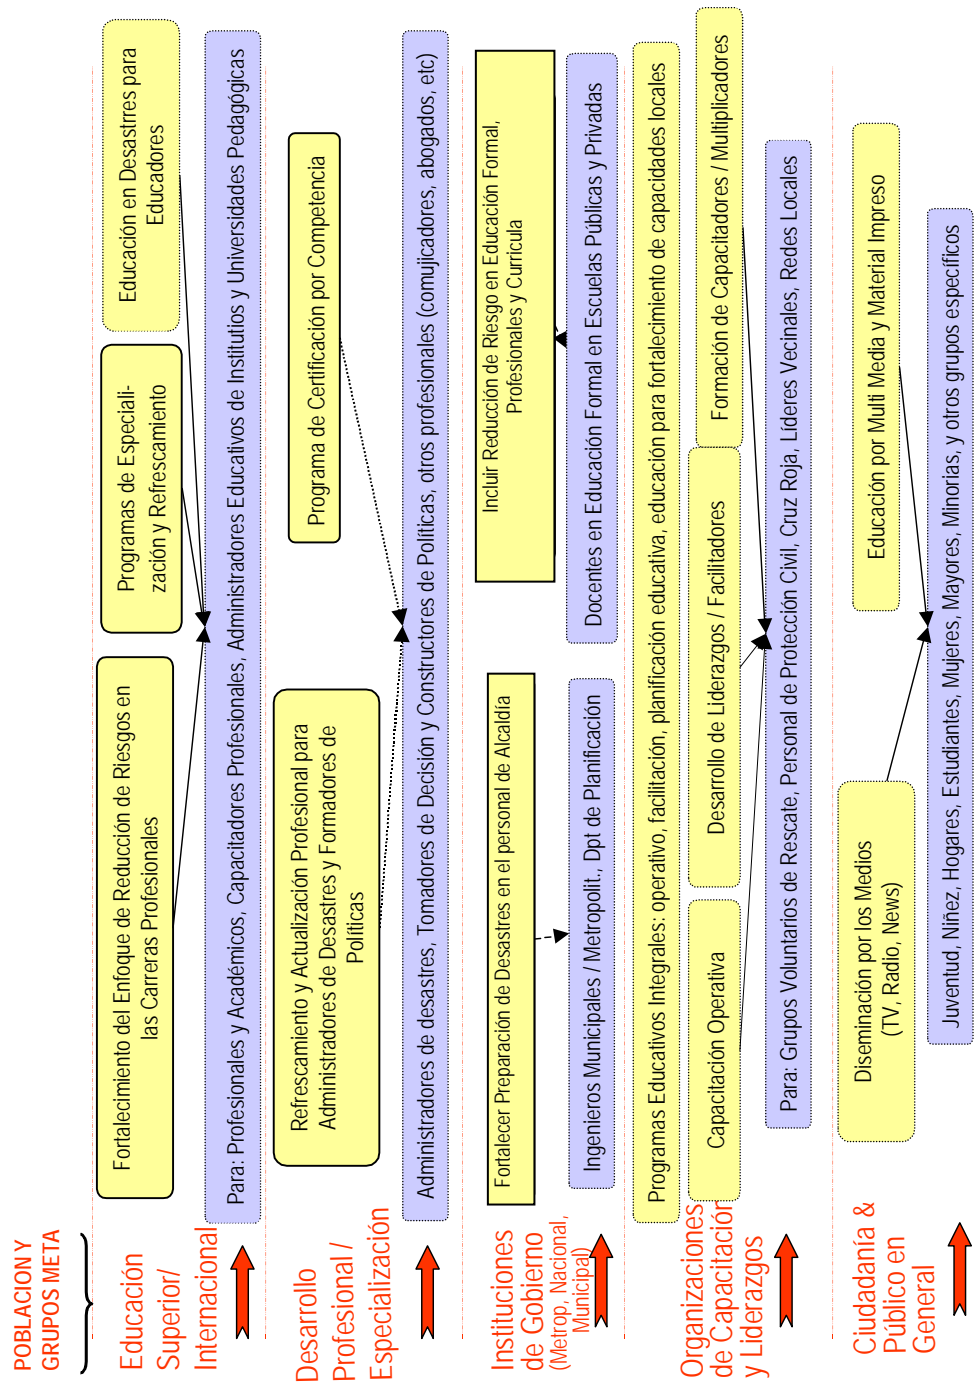 POBLACION Y
GRUPOS META
Educación
Superior/
Internacional
Fortalecimiento del Enfoque de Reducción de Riesgos en
las Carreras Profesionales
Programas de Especiali-
zación y Refrescamiento
Educación en Desastrres para
Educadores
Para: Profesionales y Académicos, Capacitadores Profesionales, Administradores Educativos de Institutios y Universidades Pedagógicas
Desarrollo
Profesional /
Especialización
Refrescamiento y Actualización Profesional para
Administradores de Desastres y Formadores de
Políticas
Programa de Certificación por Competencia
Administradores de desastres, Tomadores de Decisión y Constructores de Políticas, otros profesionales (comujicadores, abogados, etc)
Instituciones
de Gobierno
(Metrop, Nacional,
Municipal)
Fortalecer Preparación de Desastres en el personal de Alcaldía
Incluir Reducción de Riesgo en Educación Formal,
Profesionales y Currícula
Ingenieros Municipales / Metropolit., Dpt de Planificación
Docentes en Educación Formal en Escuelas Públicas y Privadas
Organizaciones
de Capacitación
y Liderazgos
Programas Educativos Integrales: operativo, facilitación, planificación educativa, educación para fortalecimiento de capacidades locales
Capacitación Operativa
Desarrollo de Liderazgos / Facilitadores
Formación de Capacitadores / Multiplicadores
Para: Grupos Voluntarios de Rescate, Personal de Protección Civil, Cruz Roja, Lideres Vecinales, Redes Locales
Ciudadanía &
Público en
General
Diseminación por los Medios
(TV, Radio, News)
Educación por Multi Media y Material Impreso
Juventud, Niñez, Hogares, Estudiantes, Mujeres, Mayores, Minorias, y otros grupos específicos